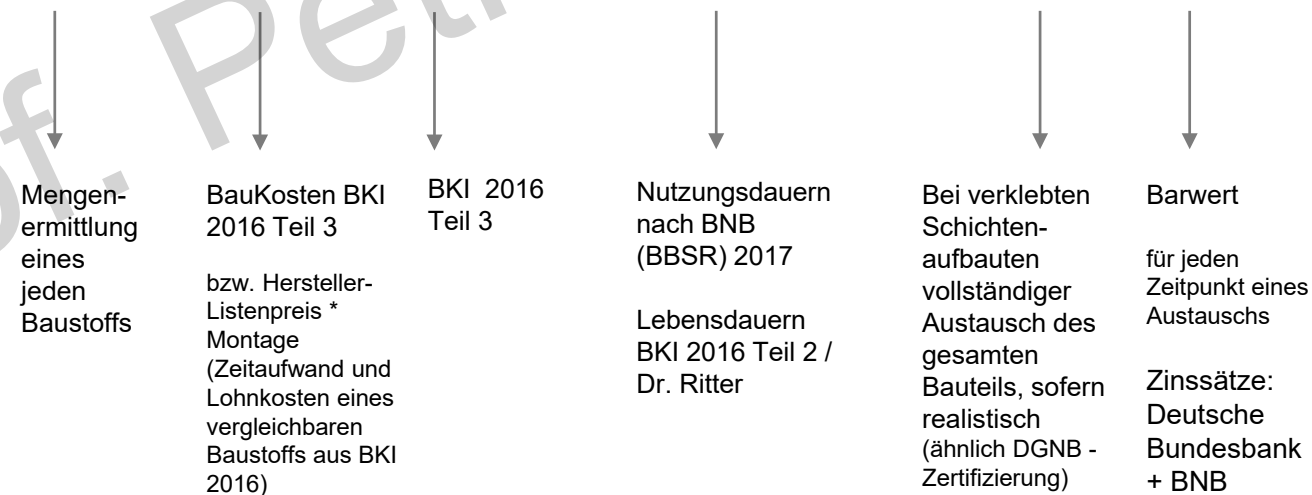 Mengen-
ermittlung
eines
jeden
Baustoffs
BauKosten BKI
2016 Teil 3
bzw. Hersteller-
Listenpreis *
Montage
(Zeitaufwand und
Lohnkosten eines
vergleichbaren
Baustoffs aus BKI
2016)
BKI 2016
Teil 3
Nutzungsdauern
nach BNB
(BBSR) 2017
Lebensdauern
BKI 2016 Teil 2 /
Dr. Ritter
Bei verklebten
Schichten-
aufbauten
vollständiger
Austausch des
gesamten
Bauteils, sofern
realistisch
(ähnlich DGNB -
Zertifizierung)
Barwert
für jeden
Zeitpunkt eines
Austauschs
Zinssätze:
Deutsche
Bundesbank
+ BNB